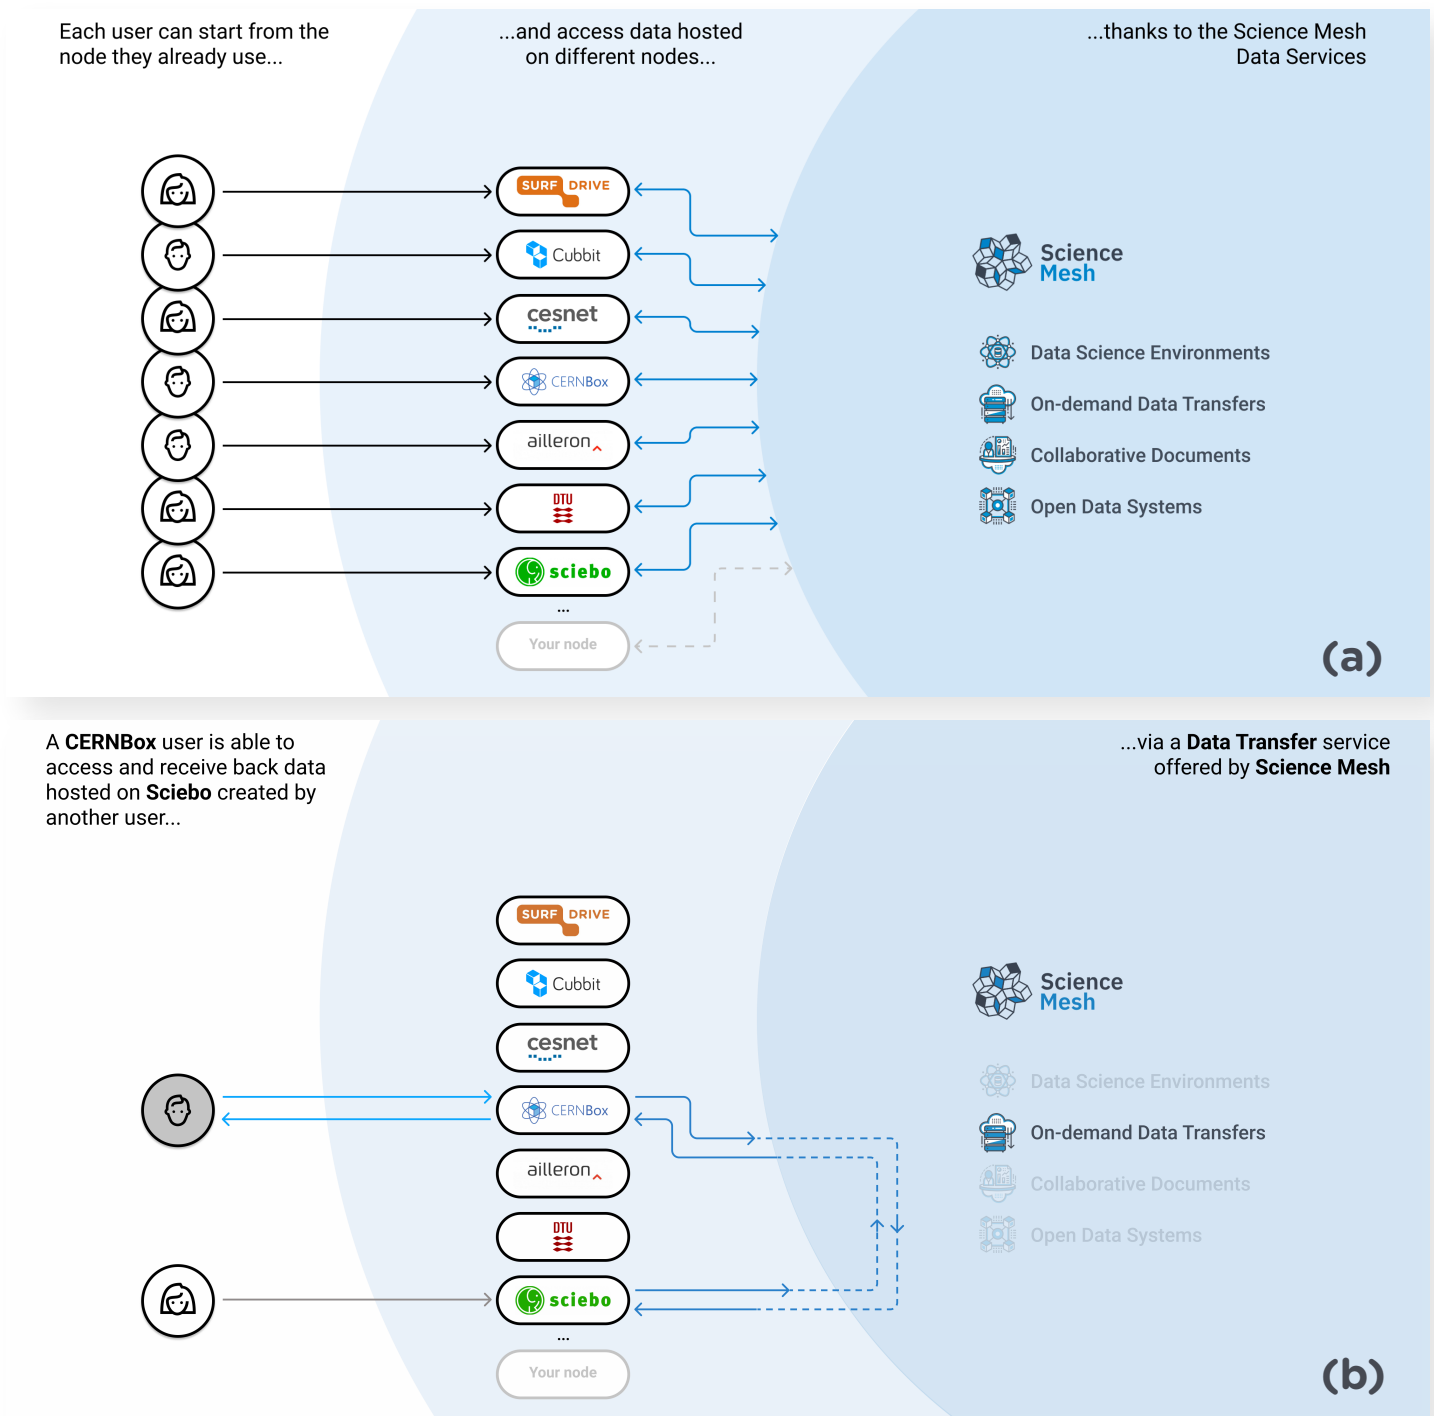 Each user can start from the
node they already use...
...and access data hosted
on different nodes...
...thanks to the Science Mesh
Data Services
SURF DRIVE
Cubbit
cesnet
CERNBox
ailleron
DTU
sciebo
...
Your node
Science
Mesh
Data Science Environments
On-demand Data Transfers
Collaborative Documents
Open Data Systems
(a)
A CERNBox user is able to
access and receive back data
hosted on Sciebo created by
another user...
...via a Data Transfer service
offered by Science Mesh
SURF DRIVE
Cubbit
cesnet
CERNBox
ailleron
DTU
sciebo
...
Your node
Science
Mesh
Data Science Environments
On-demand Data Transfers
Collaborative Documents
Open Data Systems
(b)